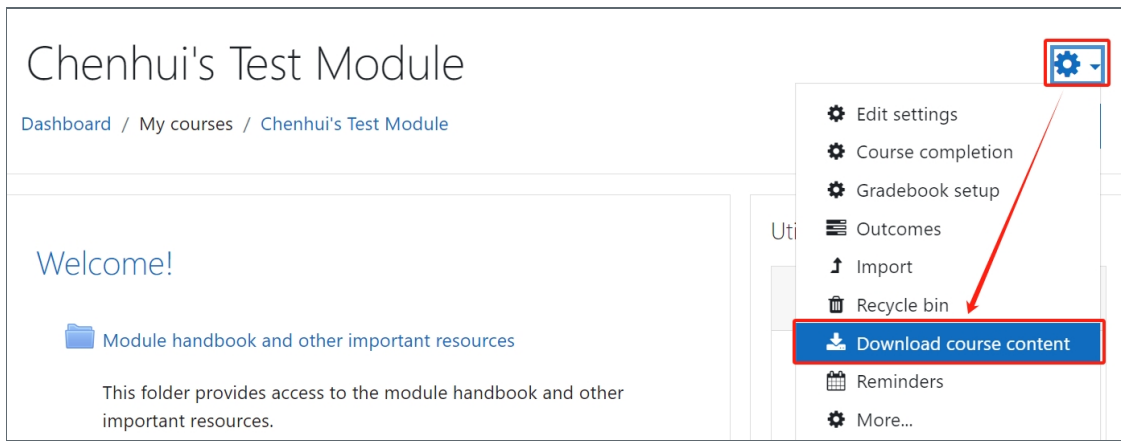 Chenhui's Test Module
Dashboard / My courses / Chenhui's Test Module
Edit settings
Course completion
Gradebook setup
Outcomes
Import
Recycle bin
Download course content
Reminders
More...
Welcome!
Module handbook and other important resources
This folder provides access to the module handbook and other
important resources.
Uti